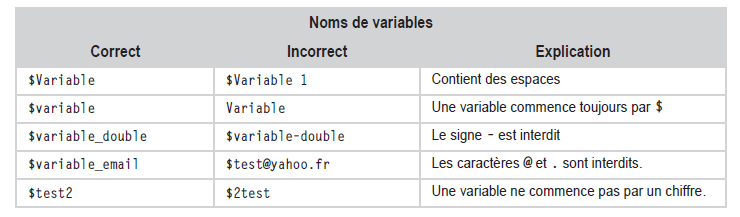 Noms de variables
Correct Incorrect Explication
$Variable $Variable 1 Contient des espaces
$variable Variable Une variable commence toujours par $
$variable_double $variable-double Le signe - est interdit
$variable_email $test@yahoo.fr Les caractères @ et . sont interdits.
$test2 $2test Une variable ne commence pas par un chiffre.